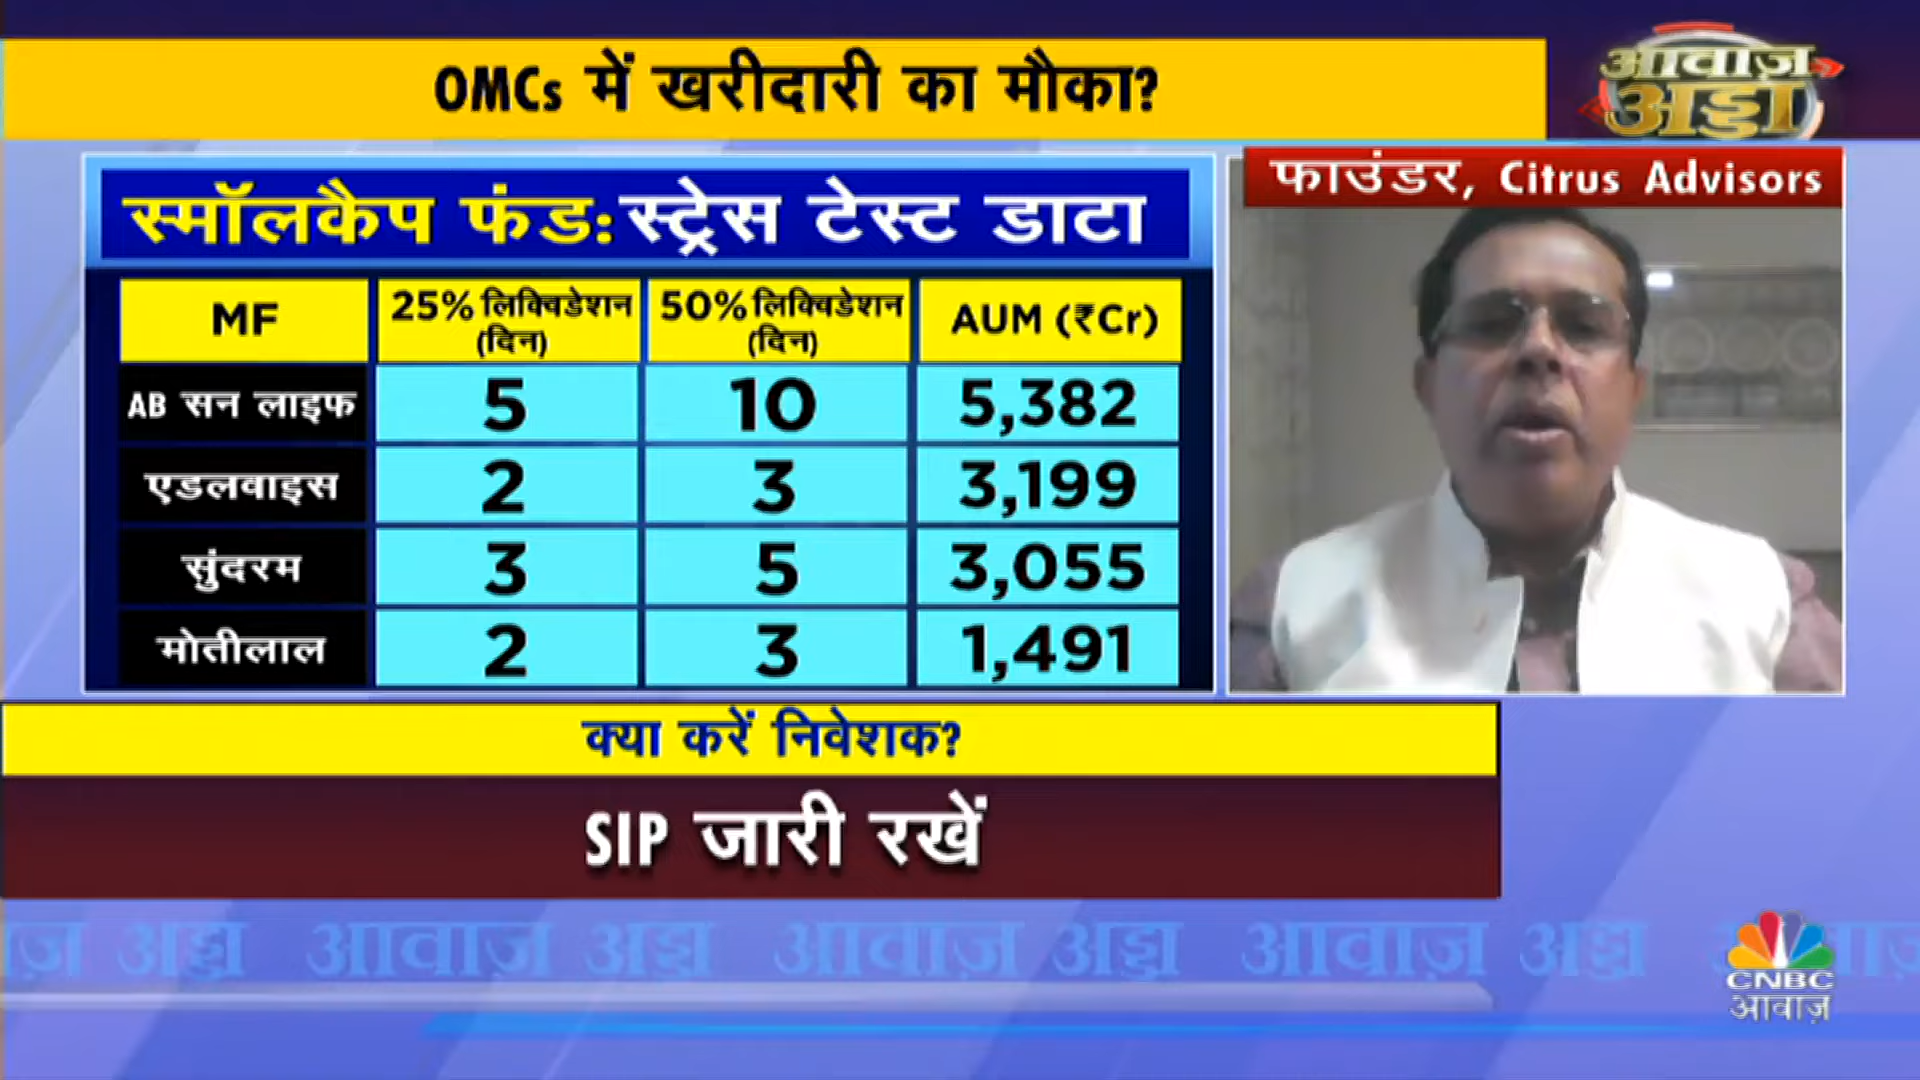 OMCs में खरीदारी का मौका?
आवाज़
अड्डा
स्मॉलकैप फंड: स्ट्रेस टेस्ट डाटा
फाउंडर, Citrus Advisors
MF 25% लिक्विडेशन (दिन) 50% लिक्विडेशन (दिन) AUM (₹Cr)
AB सन लाइफ 5 10 5,382
एडलवाइस 2 3 3,199
सुंदरम 3 5 3,055
मोतीलाल 2 3 1,491
क्या करें निवेशक?
SIP जारी रखें
आवाज़ अड्डा आवाज़ अड्डा आवाज़ अड्डा
CNBC
आवाज़